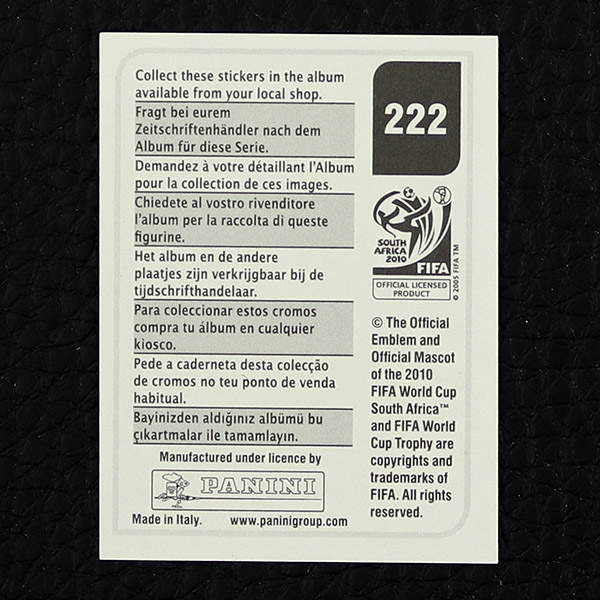 Collect these stickers in the album
available from your local shop.
Fragt bei eurem
Zeitschriftenhändler nach dem
Album für diese Serie.
Demandez à votre détaillant l'Album
pour la collection de ces images.
Chiedete al vostro rivenditore
l'album per la raccolta di queste
figurine.
Het album en de andere
plaatjes zijn verkrijgbaar bij de
tijdschrifthandelaar.
Para coleccionar estos cromos
compra tu álbum en cualquier
kiosco.
Pede a caderneta desta colecção
de cromos no teu ponto de venda
habitual.
Bayinizden aldığınız albümü bu
çıkartmalar ile tamamlayın.
Manufactured under licence by
PANINI
Made in Italy. www.paninigroup.com
222
SOUTH
AFRICA
2010
FIFA
OFFICIAL LICENSED
PRODUCT
© 2005 FIFA TM
© The Official
Emblem and
Official Mascot
of the 2010
FIFA World Cup
South Africa™
and FIFA World
Cup Trophy are
copyrights and
trademarks of
FIFA. All rights
reserved.